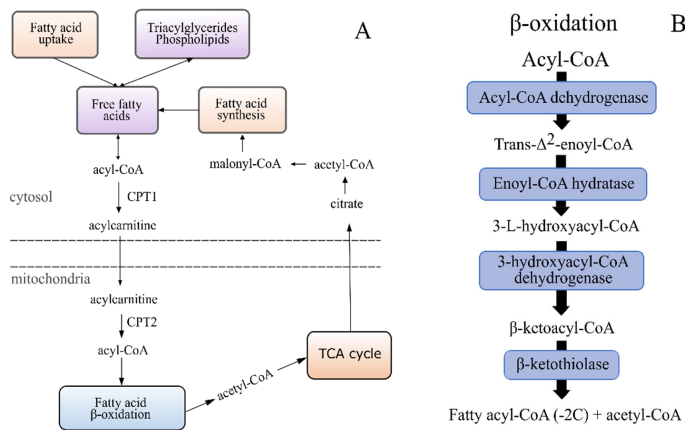 Fatty acid
uptake
Triacylglycerides
Phospholipids
A
Free fatty
acids
Fatty acid
synthesis
acyl-CoA
malonyl-CoA
acetyl-CoA
cytosol
CPT1
citrate
acylcarnitine
mitochondria
acylcarnitine
CPT2
acyl-CoA
TCA cycle
acetyl-CoA
Fatty acid
β-oxidation
β-oxidation
B
Acyl-CoA
Acyl-CoA dehydrogenase
Trans-Δ²-enoyl-CoA
Enoyl-CoA hydratase
3-L-hydroxyacyl-CoA
3-hydroxyacyl-CoA
dehydrogenase
β-ketoacyl-CoA
β-ketothiolase
Fatty acyl-CoA (-2C) + acetyl-CoA